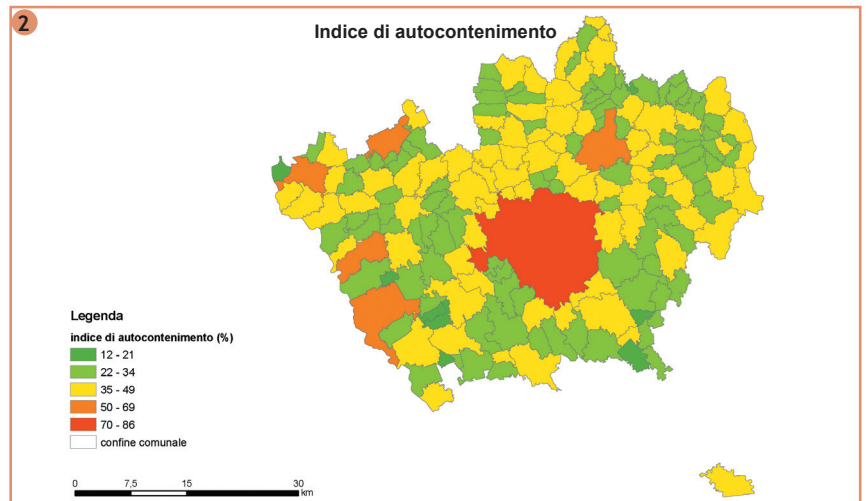 2
Indice di autocontenimento
Legenda
indice di autocontenimento (%)
12 - 21
22 - 34
35 - 49
50 - 69
70 - 86
confine comunale
0 7,5 15 30
km